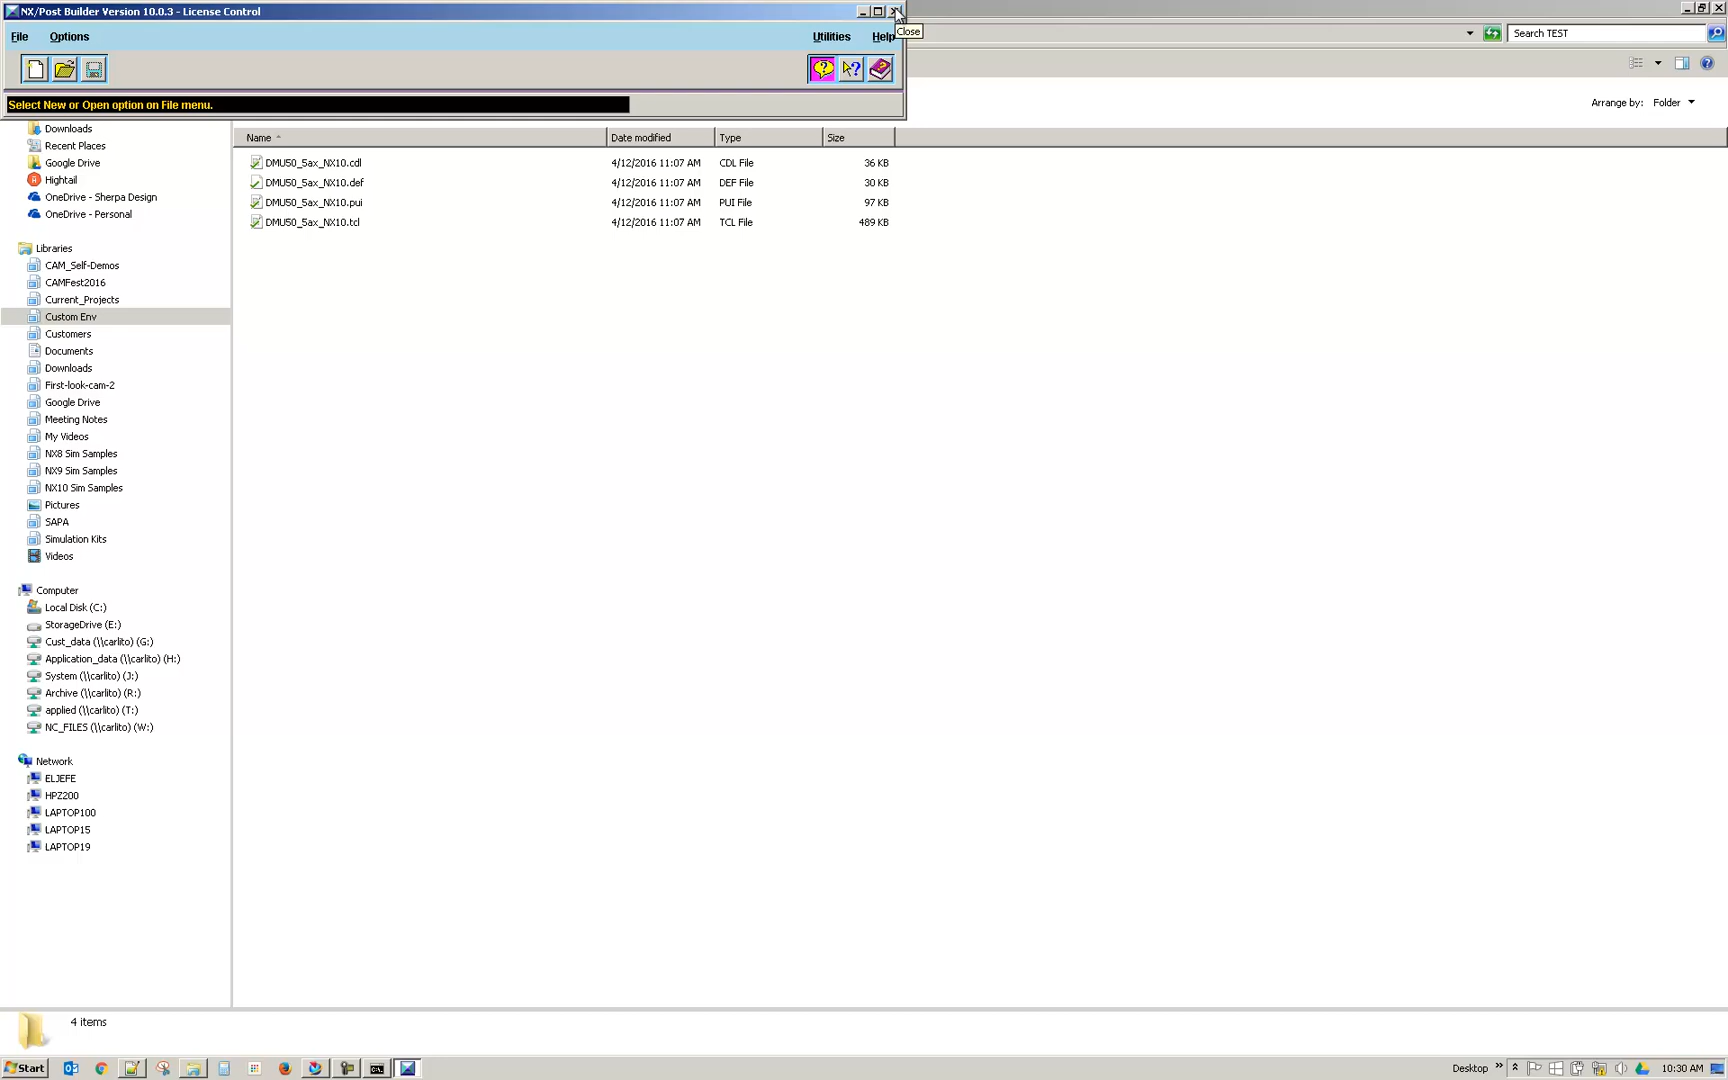 NX/Post Builder Version 10.0.3 - License Control
Close
Search TEST
File Options Utilities Help
Select New or Open option on File menu.
Arrange by: Folder
Name Date modified Type Size
DMU50_5ax_NX10.cdl 4/12/2016 11:07 AM CDL File 36 KB
DMU50_5ax_NX10.def 4/12/2016 11:07 AM DEF File 30 KB
DMU50_5ax_NX10.pui 4/12/2016 11:07 AM PUI File 97 KB
DMU50_5ax_NX10.tcl 4/12/2016 11:07 AM TCL File 489 KB
Downloads
Recent Places
Google Drive
Hightail
OneDrive - Sherpa Design
OneDrive - Personal
Libraries
CAM_Self-Demos
CAMFest2016
Current_Projects
Custom Env
Customers
Documents
Downloads
First-look-cam-2
Google Drive
Meeting Notes
My Videos
NX8 Sim Samples
NX9 Sim Samples
NX10 Sim Samples
Pictures
SAPA
Simulation Kits
Videos
Computer
Local Disk (C:)
StorageDrive (E:)
Cust_data (\\carlito) (G:)
Application_data (\\carlito) (H:)
System (\\carlito) (J:)
Archive (\\carlito) (R:)
applied (\\carlito) (T:)
NC_FILES (\\carlito) (W:)
Network
ELJEFE
HPZ200
LAPTOP100
LAPTOP15
LAPTOP19
4 items
Start Desktop 10:30 AM